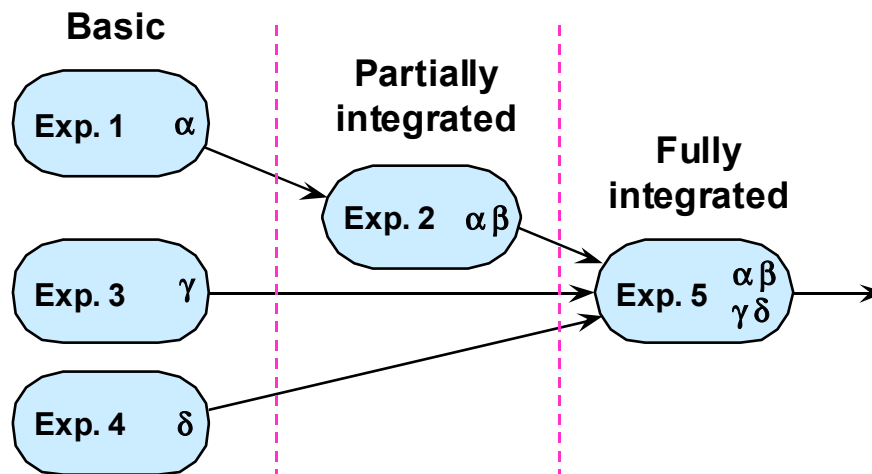 Basic
Partially
integrated
Fully
integrated
Exp. 1 α
Exp. 2 αβ
Exp. 3 γ
Exp. 4 δ
Exp. 5 αβ
γδ